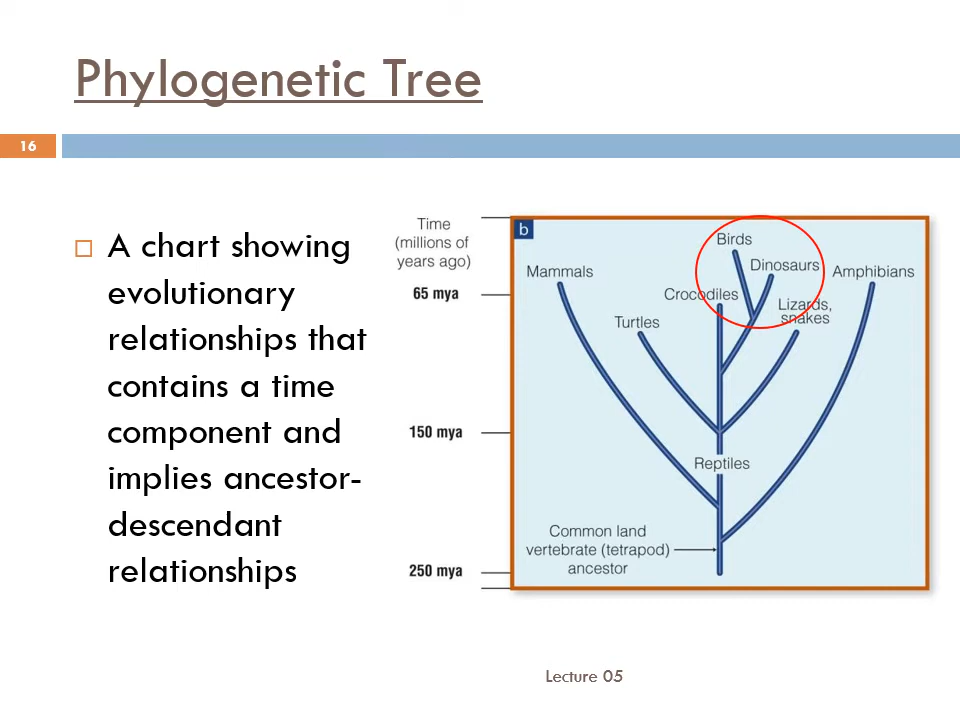 Phylogenetic Tree
16
A chart showing
evolutionary
relationships that
contains a time
component and
implies ancestor-
descendant
relationships
Time
(millions of
years ago)
65 mya
150 mya
250 mya
b
Birds
Mammals
Dinosaurs
Amphibians
Crocodiles
Lizards,
snakes
Turtles
Reptiles
Common land
vertebrate (tetrapod)
ancestor
Lecture 05